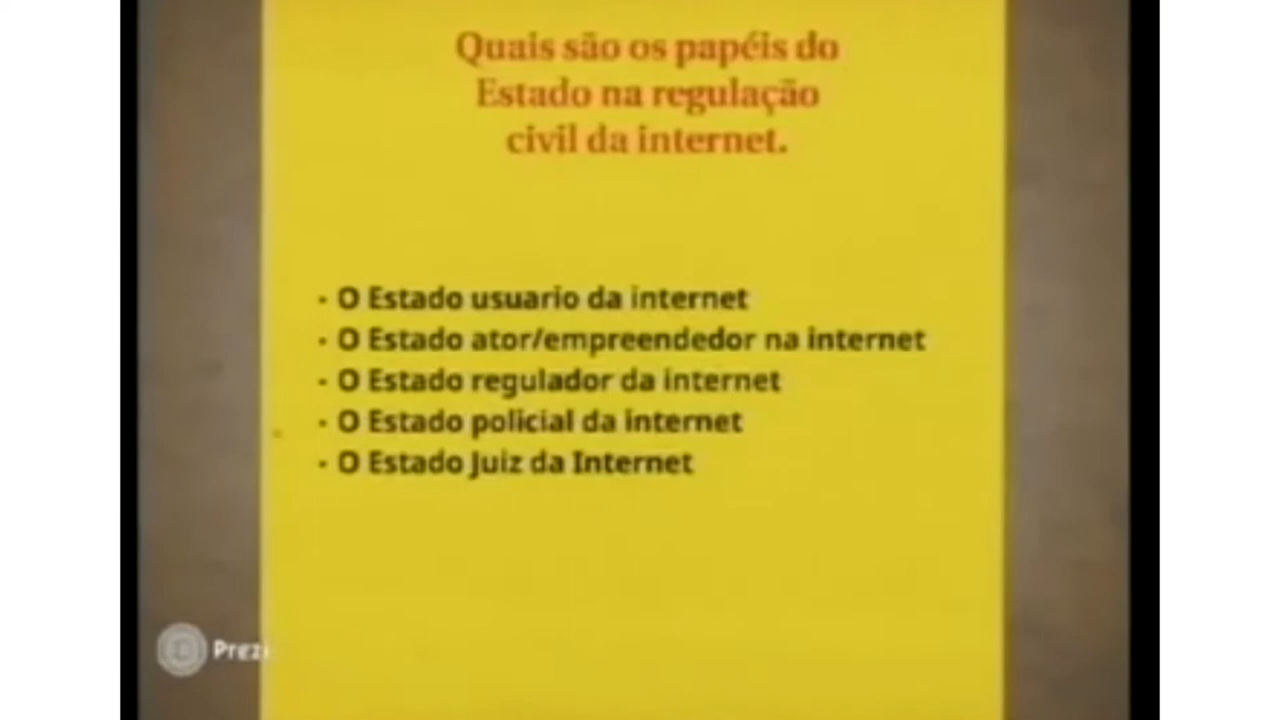 Quais são os papéis do
Estado na regulação
civil da internet.
- O Estado usuario da internet
- O Estado ator/empreendedor na internet
- O Estado regulador da internet
- O Estado policial da internet
- O Estado Juiz da Internet
Prezi